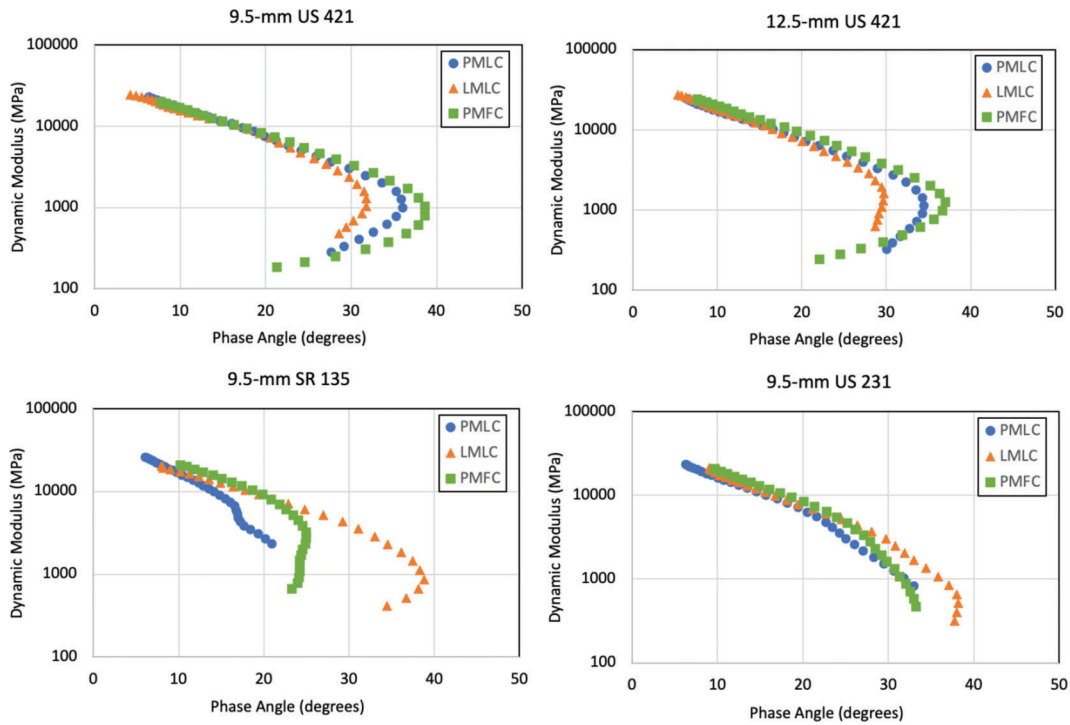 9.5-mm US 421
Dynamic Modulus (MPa)
100000
10000
1000
100
0 10 20 30 40 50
Phase Angle (degrees)
PMLC
LMLC
PMFC
12.5-mm US 421
Dynamic Modulus (MPa)
100000
10000
1000
100
0 10 20 30 40 50
Phase Angle (degrees)
PMLC
LMLC
PMFC
9.5-mm SR 135
Dynamic Modulus (MPa)
100000
10000
1000
100
0 10 20 30 40 50
Phase Angle (degrees)
PMLC
LMLC
PMFC
9.5-mm US 231
Dynamic Modulus (MPa)
100000
10000
1000
100
0 10 20 30 40 50
Phase Angle (degrees)
PMLC
LMLC
PMFC